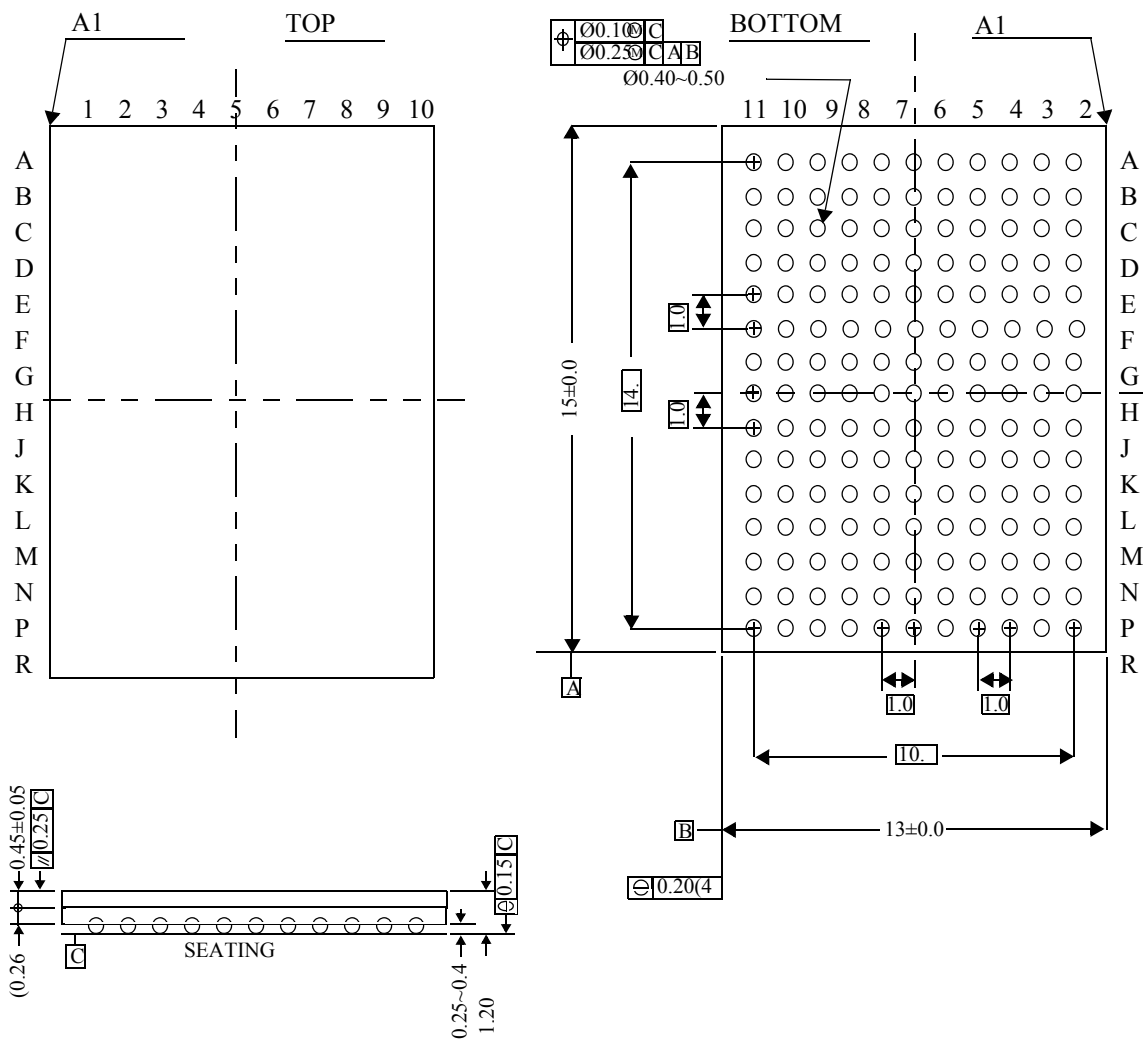 A1
TOP
1 2 3 4 5 6 7 8 9 10
A
B
C
D
E
F
G
H
J
K
L
M
N
P
R
Ø0.10Ⓜ C
Ø0.25Ⓜ C A B
Ø0.40~0.50
BOTTOM
A1
11 10 9 8 7 6 5 4 3 2
A
B
C
D
E
F
G
H
J
K
L
M
N
P
R
15±0.0
14.
1.0
1.0
A
1.0
1.0
10.
B
13±0.0
0.20(4
0.45±0.05
// 0.25 C
(0.26
C
SEATING
0.15 C
0.25~0.4
1.20